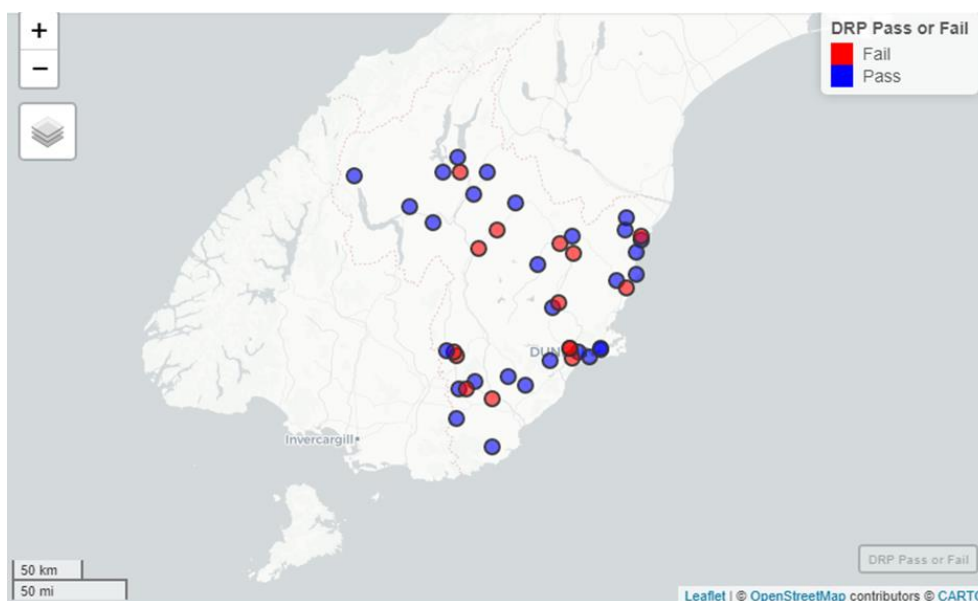 +
−
DRP Pass or Fail
Fail
Pass
DUN
Invercargill
50 km
50 mi
DRP Pass or Fail
Leaflet | © OpenStreetMap contributors © CARTO